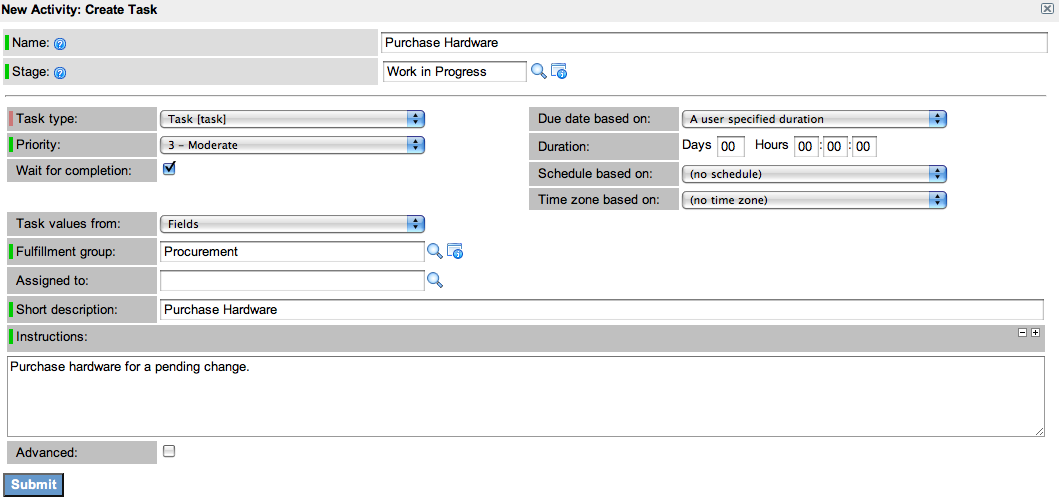 New Activity: Create Task
Name: Purchase Hardware
Stage: Work in Progress
Task type: Task [task]
Due date based on: A user specified duration
Priority: 3 - Moderate
Duration: Days 00 Hours 00:00:00
Wait for completion:
Schedule based on: (no schedule)
Time zone based on: (no time zone)
Task values from: Fields
Fulfillment group: Procurement
Assigned to:
Short description: Purchase Hardware
Instructions:
Purchase hardware for a pending change.
Advanced:
Submit